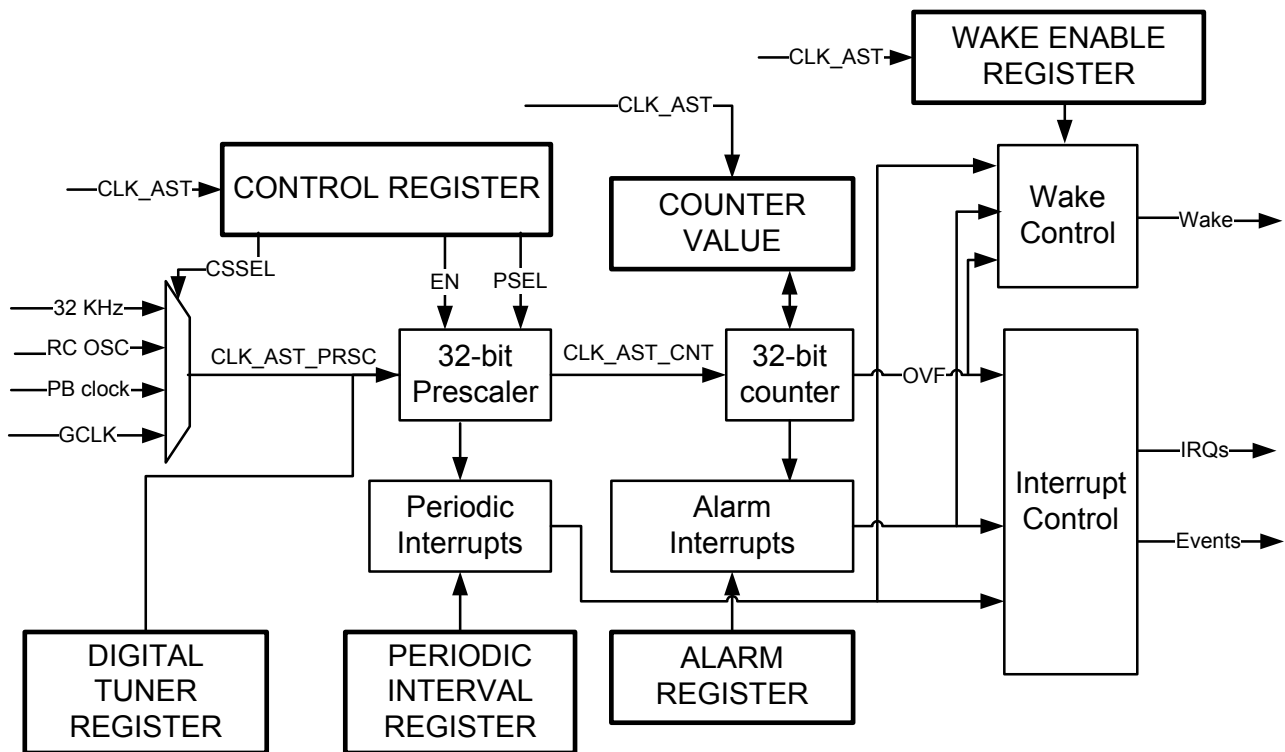 WAKE ENABLE
REGISTER
CLK_AST
CLK_AST
CONTROL REGISTER
CLK_AST
COUNTER
VALUE
Wake
Control
Wake
CSSEL
EN
PSEL
32 KHz
RC OSC
PB clock
GCLK
CLK_AST_PRSC
32-bit
Prescaler
CLK_AST_CNT
32-bit
counter
OVF
Interrupt
Control
IRQs
Events
Periodic
Interrupts
Alarm
Interrupts
DIGITAL
TUNER
REGISTER
PERIODIC
INTERVAL
REGISTER
ALARM
REGISTER